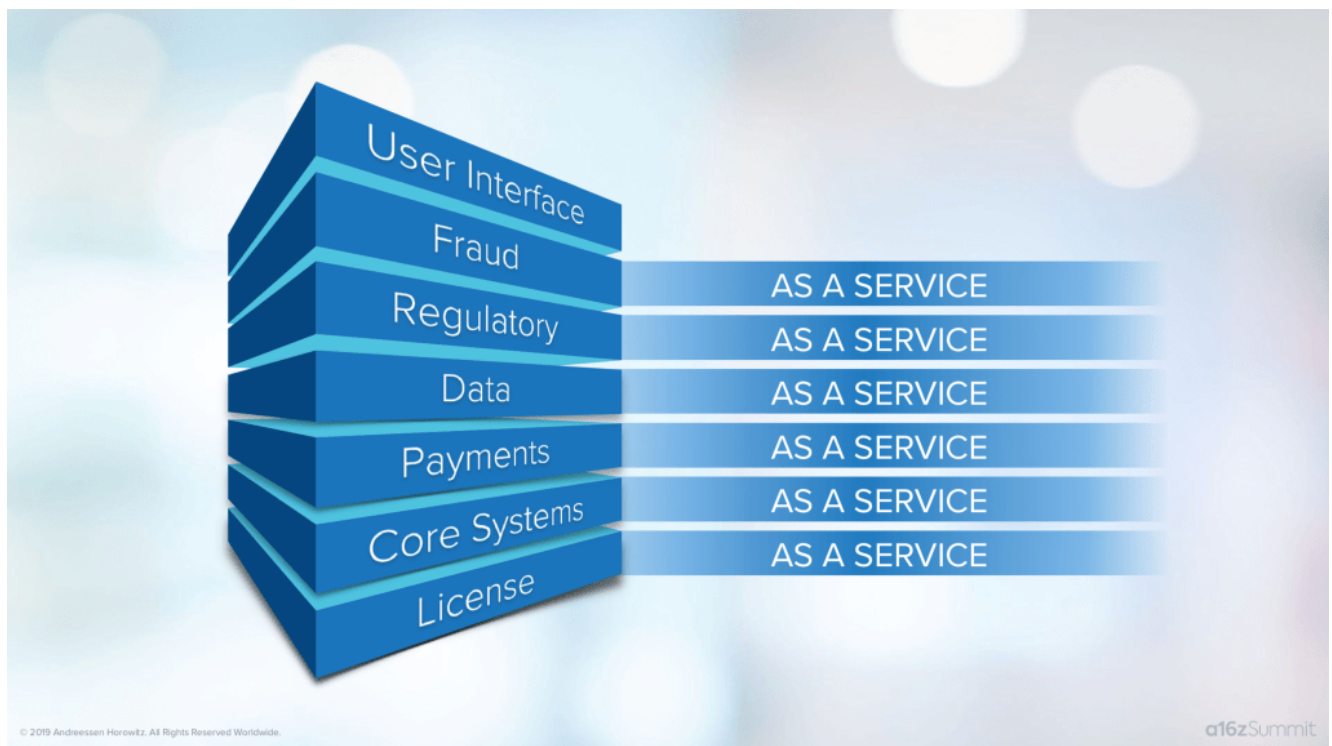 User Interface
Fraud
AS A SERVICE
Regulatory
AS A SERVICE
Data
AS A SERVICE
Payments
AS A SERVICE
Core Systems
AS A SERVICE
License
AS A SERVICE
© 2019 Andreessen Horowitz. All Rights Reserved Worldwide.
a16zSummit